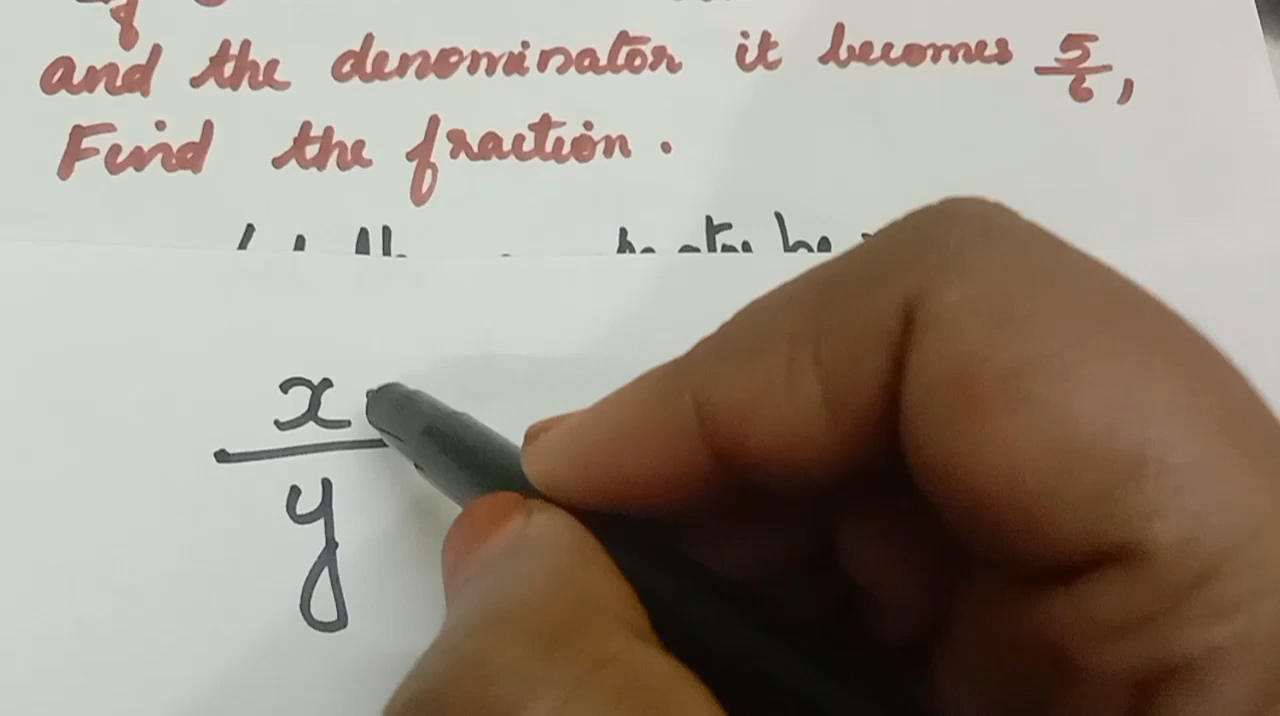 and the denominator it becomes 5/6,
Find the fraction.
x
y